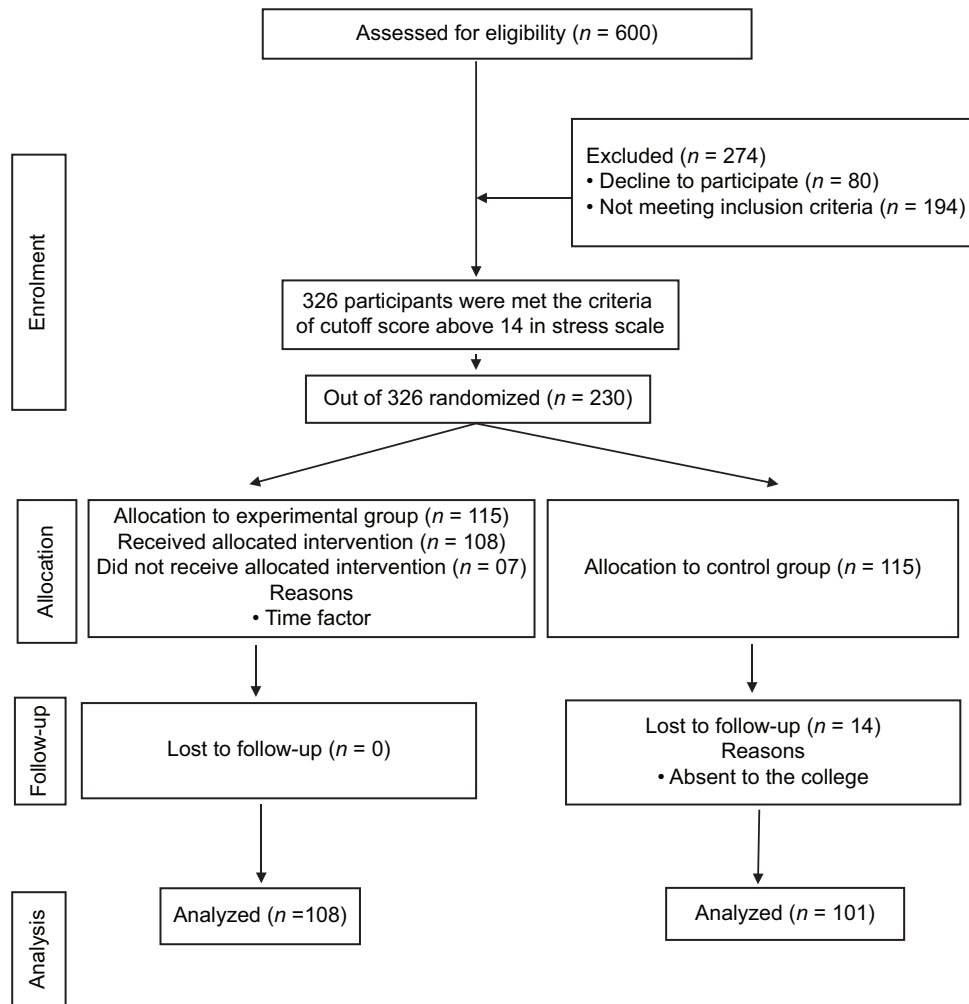 Assessed for eligibility (n = 600)
Excluded (n = 274)
• Decline to participate (n = 80)
• Not meeting inclusion criteria (n = 194)
Enrolment
326 participants were met the criteria
of cutoff score above 14 in stress scale
Out of 326 randomized (n = 230)
Allocation
Allocation to experimental group (n = 115)
Received allocated intervention (n = 108)
Did not receive allocated intervention (n = 07)
Reasons
• Time factor
Allocation to control group (n = 115)
Follow-up
Lost to follow-up (n = 0)
Lost to follow-up (n = 14)
Reasons
• Absent to the college
Analysis
Analyzed (n =108)
Analyzed (n = 101)